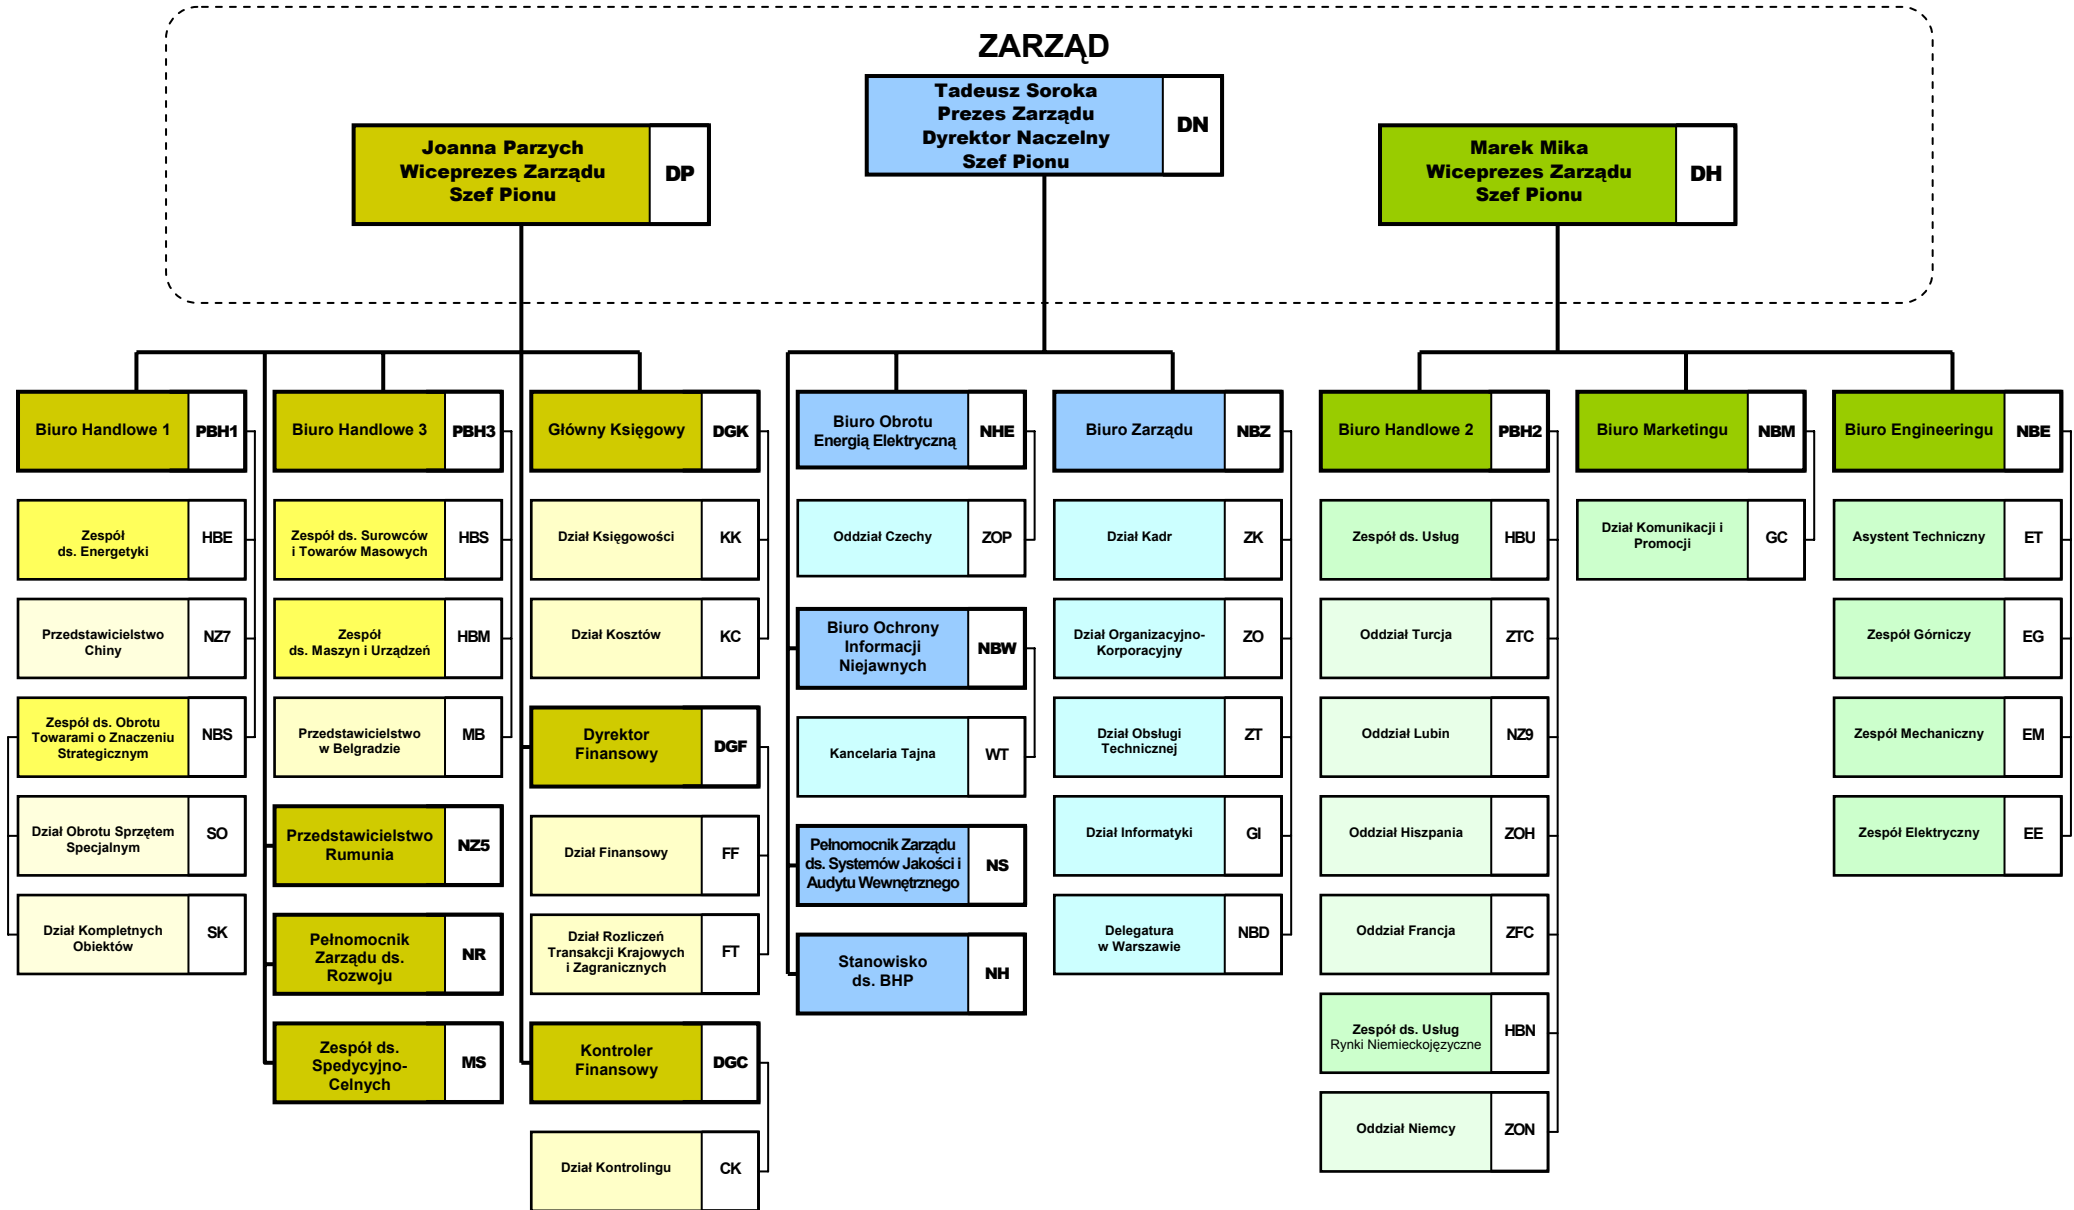 ZARZĄD
Tadeusz Soroka
Prezes Zarządu
Dyrektor Naczelny
Szef Pionu
DN
Joanna Parzych
Wiceprezes Zarządu
Szef Pionu
DP
Marek Mika
Wiceprezes Zarządu
Szef Pionu
DH
Biuro Handlowe 1
PBH1
Zespół
ds. Energetyki
HBE
Przedstawicielstwo
Chiny
NZ7
Zespół ds. Obrotu
Towarami o Znaczeniu
Strategicznym
NBS
Dział Obrotu Sprzętem
Specjalnym
SO
Dział Kompletnych
Obiektów
SK
Biuro Handlowe 3
PBH3
Zespół ds. Surowców
i Towarów Masowych
HBS
Zespół
ds. Maszyn i Urządzeń
HBM
Przedstawicielstwo
w Belgradzie
MB
Przedstawicielstwo
Rumunia
NZ5
Pełnomocnik
Zarządu ds.
Rozwoju
NR
Zespół ds.
Spedycyjno-
Celnych
MS
Główny Księgowy
DGK
Dział Księgowości
KK
Dział Kosztów
KC
Dyrektor
Finansowy
DGF
Dział Finansowy
FF
Dział Rozliczeń
Transakcji Krajowych
i Zagranicznych
FT
Kontroler
Finansowy
DGC
Dział Kontrolingu
CK
Biuro Obrotu
Energią Elektryczną
NHE
Oddział Czechy
ZOP
Biuro Ochrony
Informacji
Niejawnych
NBW
Kancelaria Tajna
WT
Pełnomocnik Zarządu
ds. Systemów Jakości i
Audytu Wewnętrznego
NS
Stanowisko
ds. BHP
NH
Biuro Zarządu
NBZ
Dział Kadr
ZK
Dział Organizacyjno-
Korporacyjny
ZO
Dział Obsługi
Technicznej
ZT
Dział Informatyki
GI
Delegatura
w Warszawie
NBD
Biuro Handlowe 2
PBH2
Zespół ds. Usług
HBU
Oddział Turcja
ZTC
Oddział Lubin
NZ9
Oddział Hiszpania
ZOH
Oddział Francja
ZFC
Zespół ds. Usług
Rynki Niemieckojęzyczne
HBN
Oddział Niemcy
ZON
Biuro Marketingu
NBM
Dział Komunikacji i
Promocji
GC
Biuro Engineeringu
NBE
Asystent Techniczny
ET
Zespół Górniczy
EG
Zespół Mechaniczny
EM
Zespół Elektryczny
EE